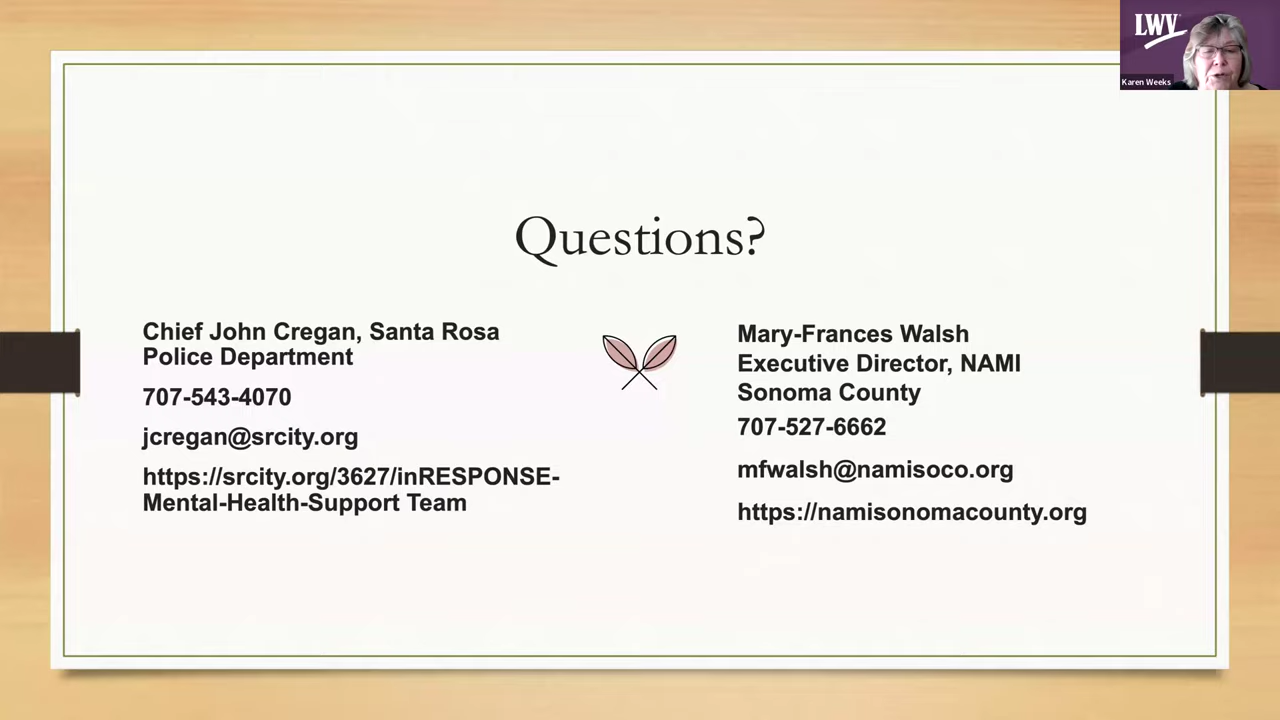 LWV
Karen Weeks
Questions?
Chief John Cregan, Santa Rosa
Police Department
707-543-4070
jcregan@srcity.org
https://srcity.org/3627/inRESPONSE-
Mental-Health-Support Team
Mary-Frances Walsh
Executive Director, NAMI
Sonoma County
707-527-6662
mfwalsh@namisoco.org
https://namisonomacounty.org